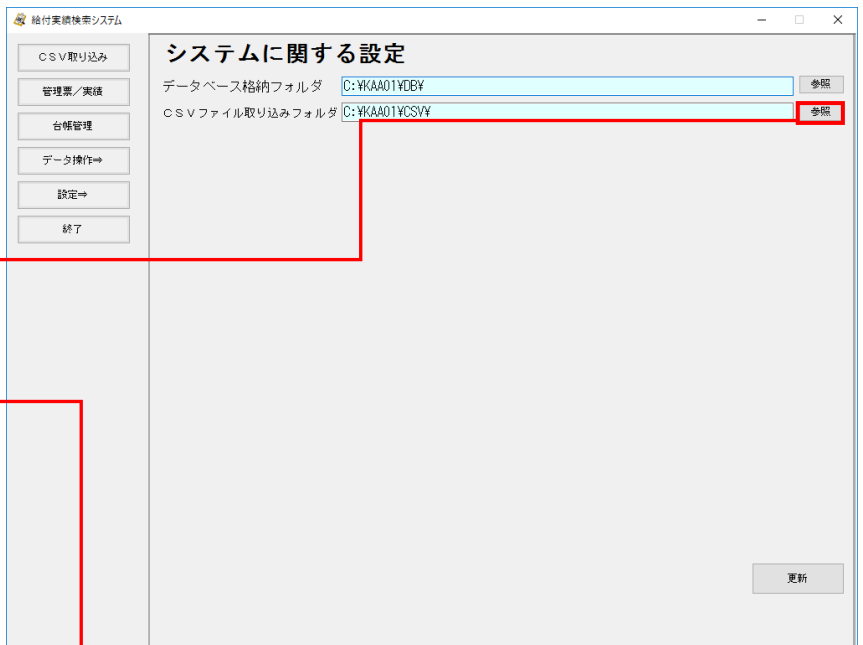 給付実績検索システム
CSV取り込み
管理票／実績
台帳管理
データ操作⇒
設定⇒
終了
システムに関する設定
データベース格納フォルダ C:¥KAA01¥DB¥ 参照
CSVファイル取り込みフォルダ C:¥KAA01¥CSV¥ 参照
更新